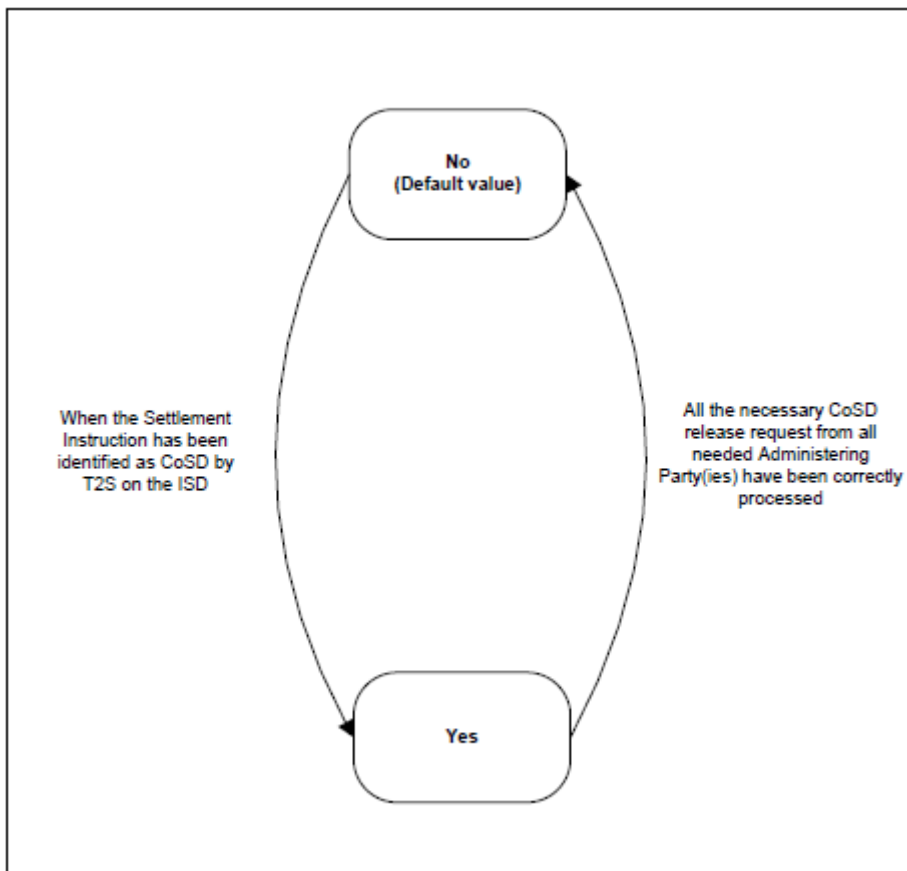 No
(Default value)
When the Settlement
Instruction has been
identified as CoSD by
T2S on the ISD
All the necessary CoSD
release request from all
needed Administering
Party(ies) have been correctly
processed
Yes